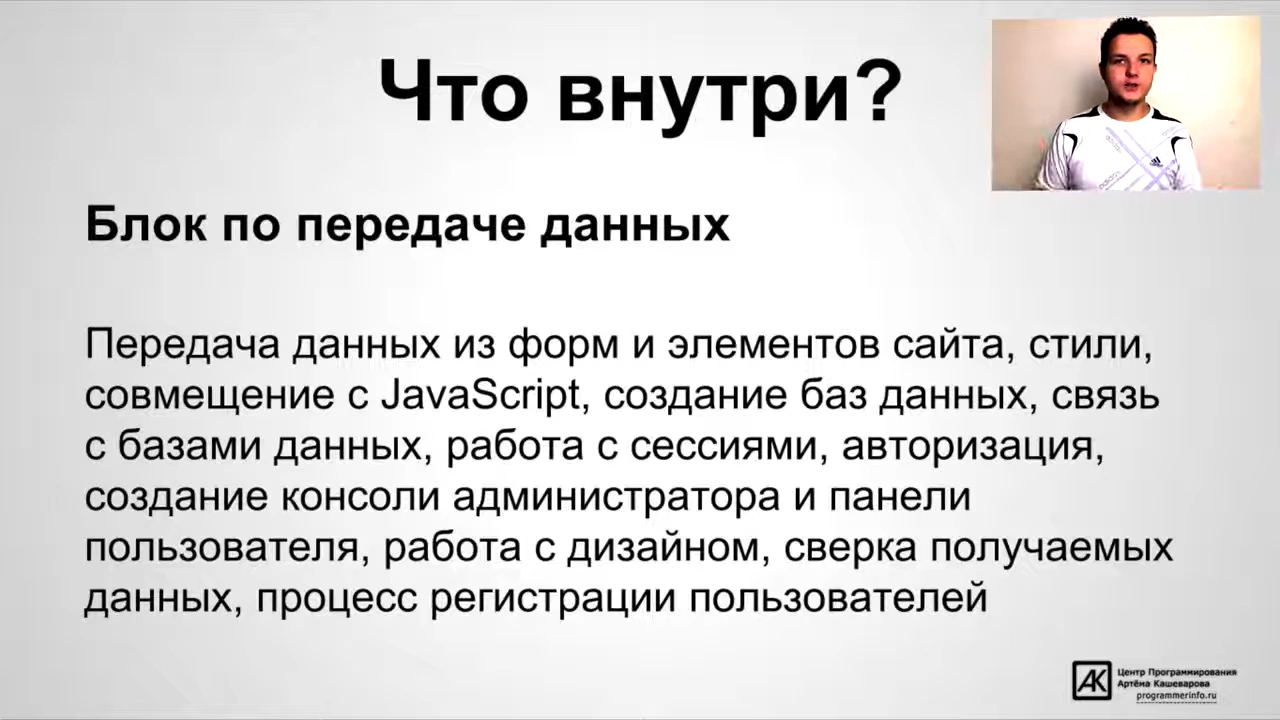 Что внутри?
Блок по передаче данных
Передача данных из форм и элементов сайта, стили,
совмещение с JavaScript, создание баз данных, связь
с базами данных, работа с сессиями, авторизация,
создание консоли администратора и панели
пользователя, работа с дизайном, сверка получаемых
данных, процесс регистрации пользователей
АК
Центр Программирования
Артёма Кашеварова
programmerinfo.ru